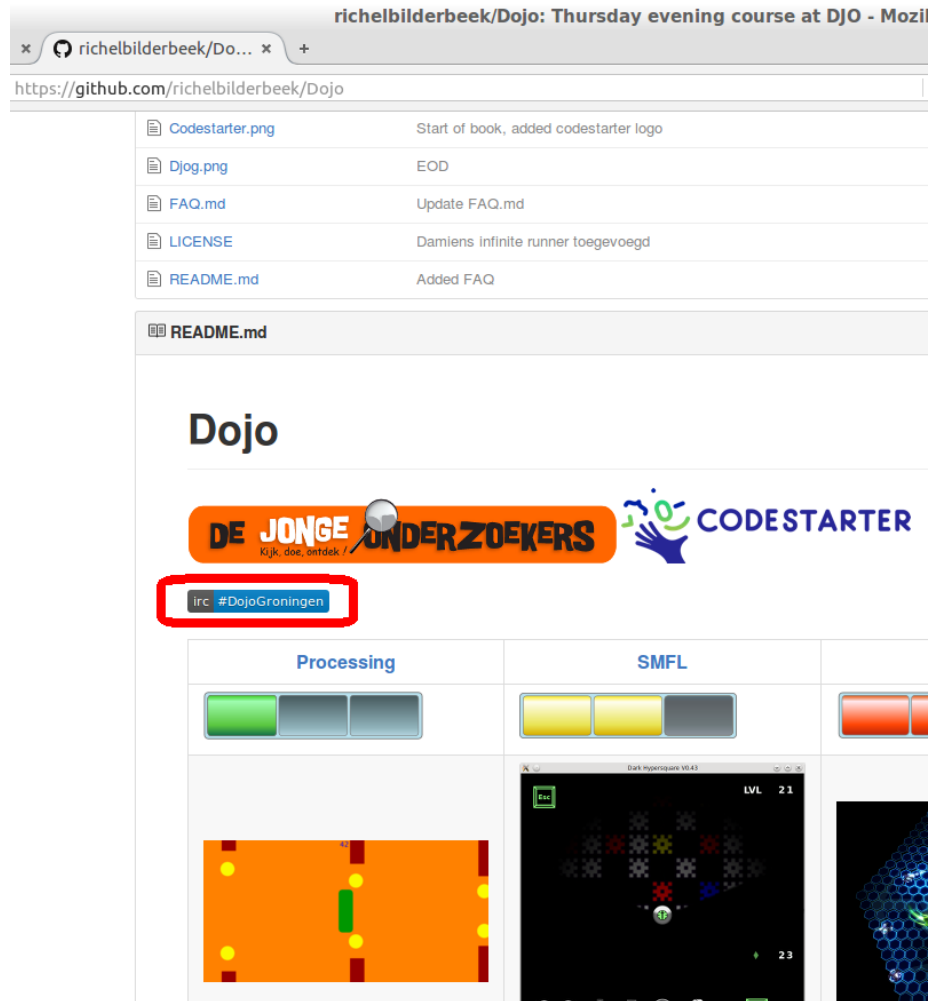 richelbilderbeek/Dojo: Thursday evening course at DJO - Mozil
× richelbilderbeek/Do... × +
https://github.com/richelbilderbeek/Dojo
Codestarter.png Start of book, added codestarter logo
Djog.png EOD
FAQ.md Update FAQ.md
LICENSE Damiens infinite runner toegevoegd
README.md Added FAQ
README.md
Dojo
DE JONGE ONDERZOEKERS
Kijk, doe, ontdek !
CODESTARTER
irc #DojoGroningen
Processing SMFL
Dark Hypersquare V0.43
Esc LVL 21
42
23